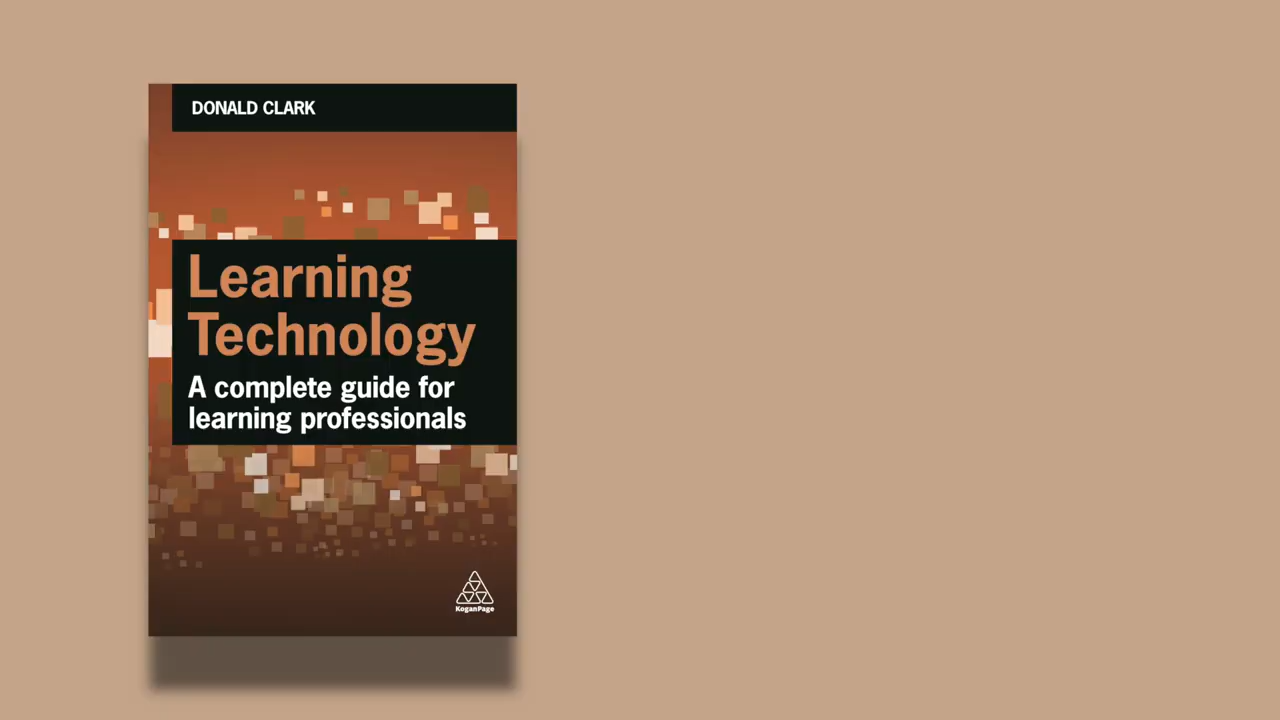 DONALD CLARK
Learning
Technology
A complete guide for
learning professionals
KoganPage